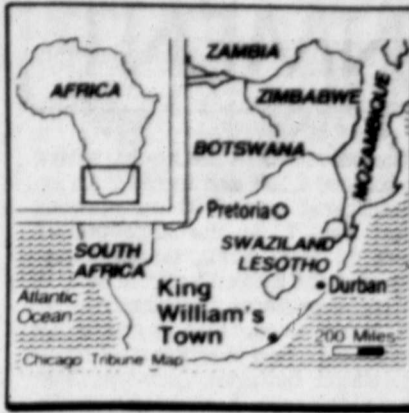 ZAMBIA
AFRICA
ZIMBABWE
MOZAMBIQUE
BOTSWANA
Pretoria
SWAZILAND
SOUTH
AFRICA
LESOTHO
Atlantic
Ocean
King
William's
Town
Durban
200 Miles
Chicago Tribune Map